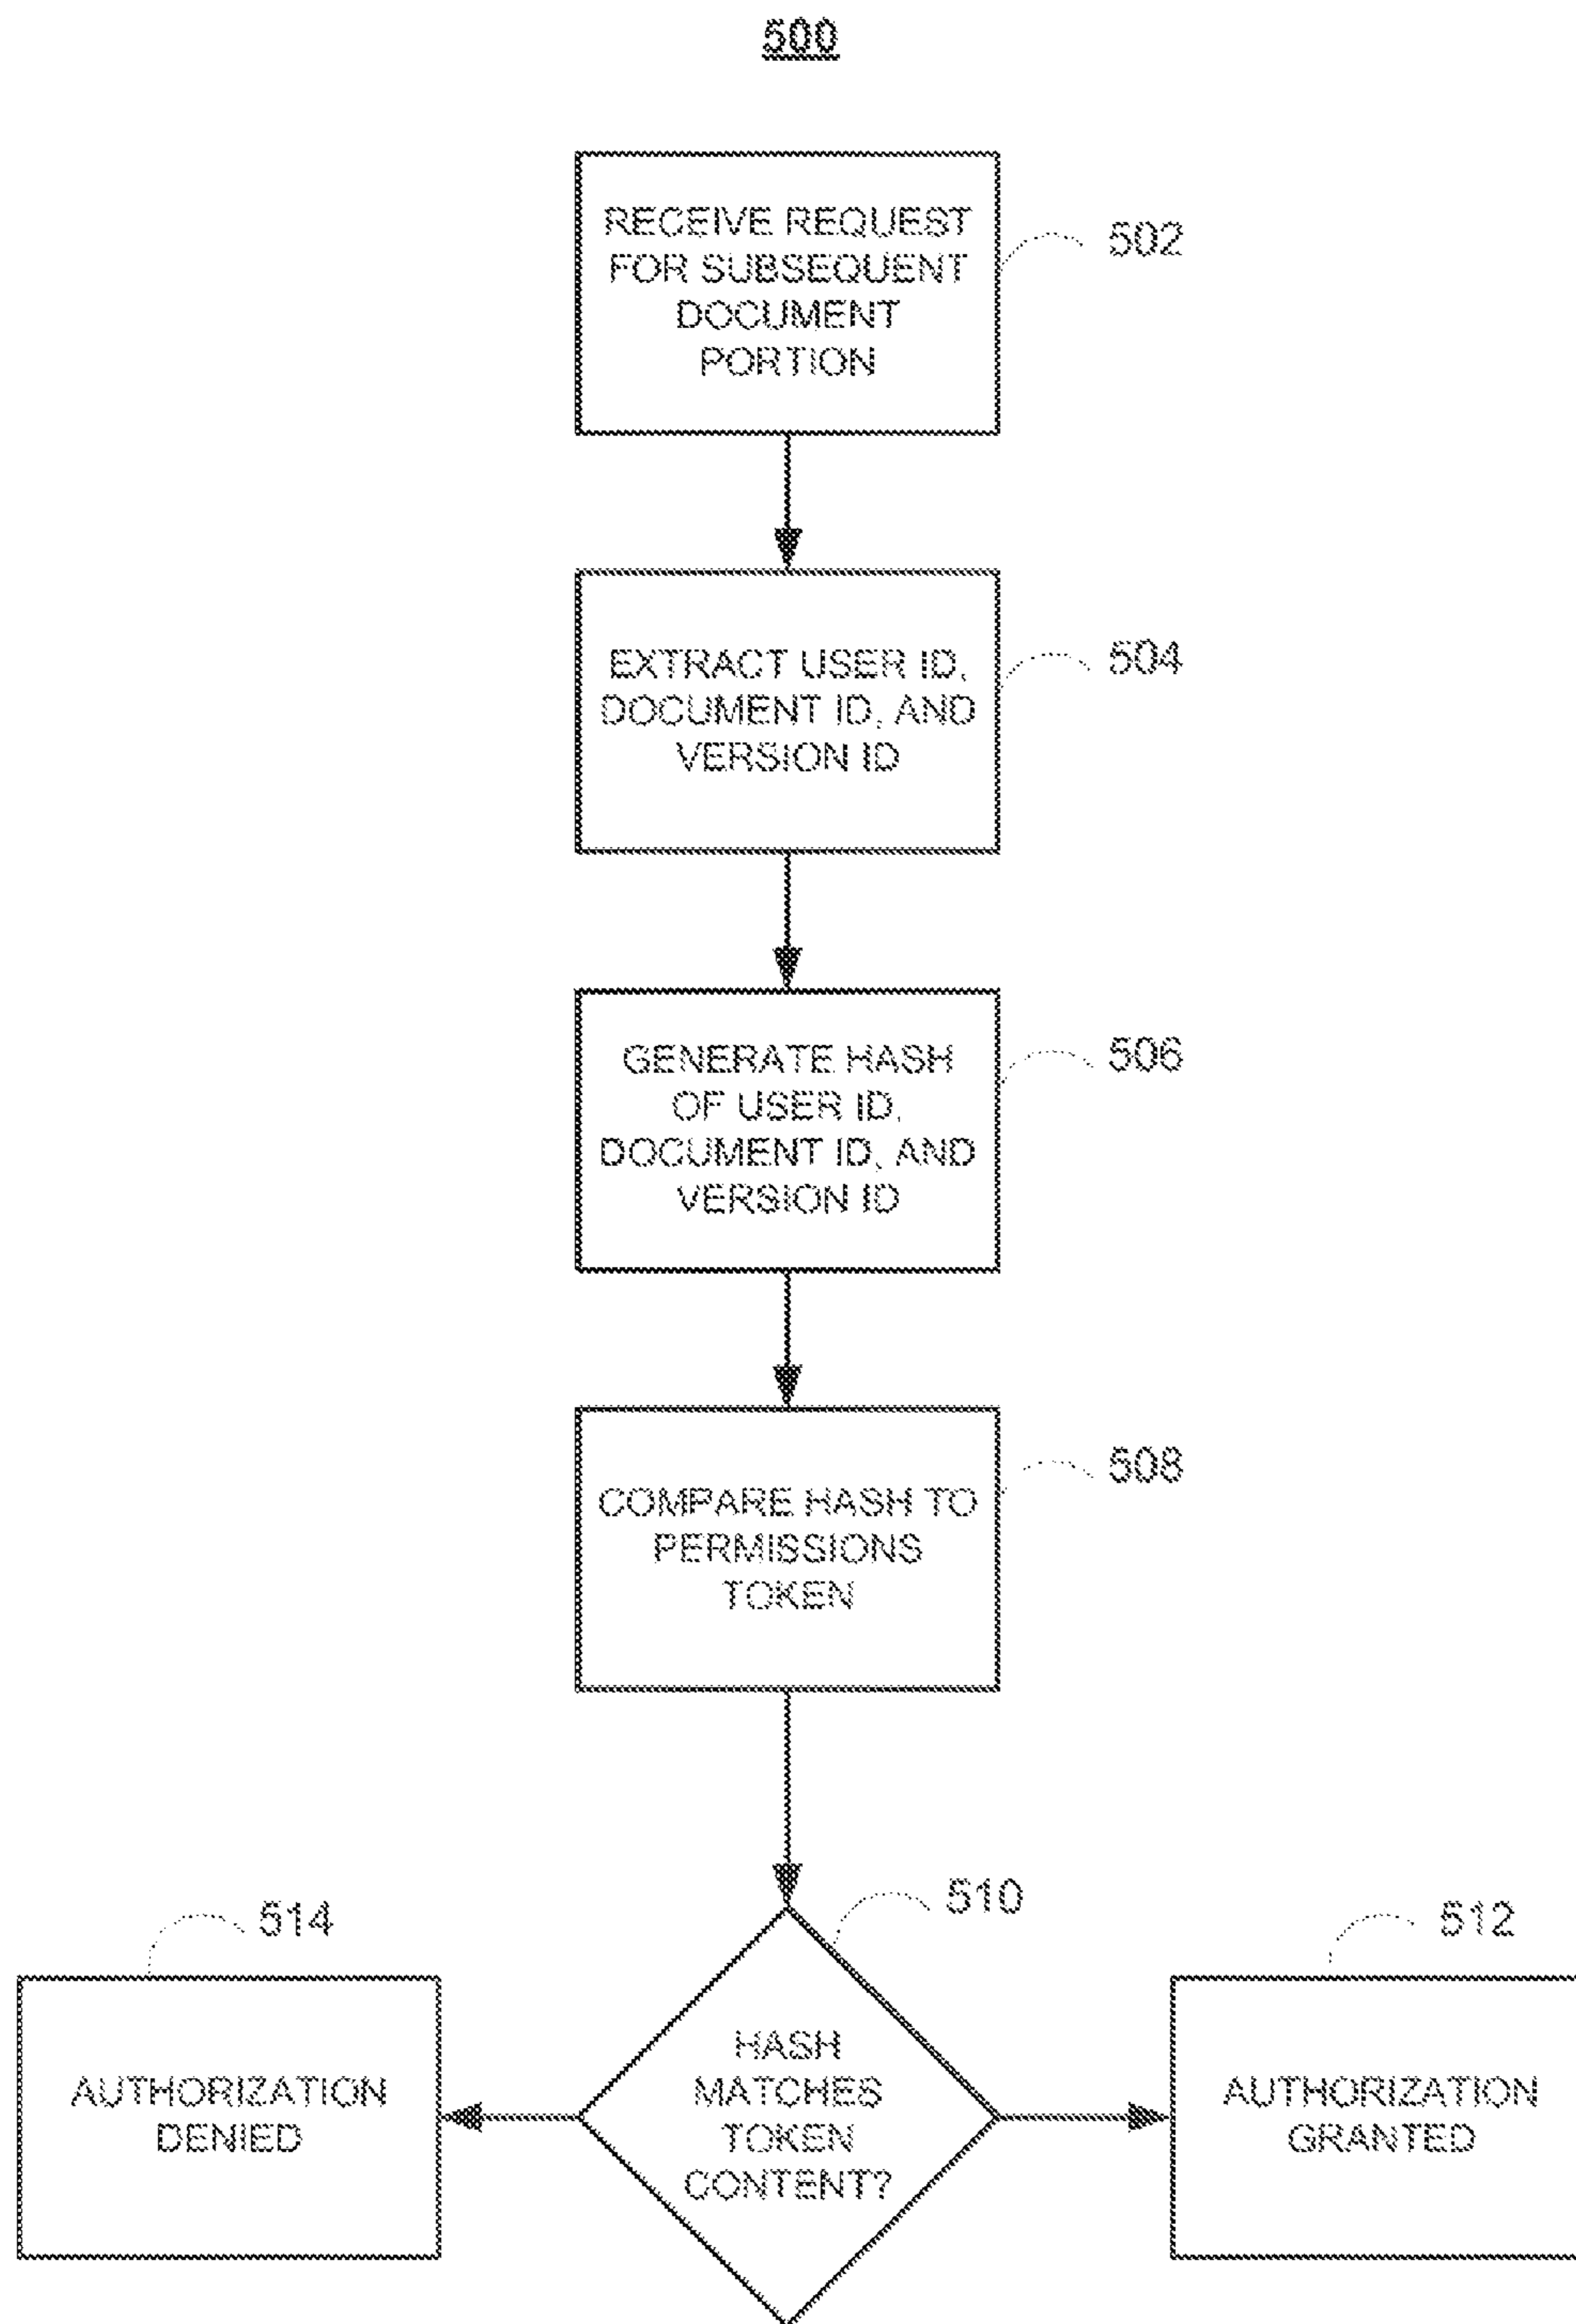 500
RECEIVE REQUEST
FOR SUBSEQUENT
DOCUMENT
PORTION
502
EXTRACT USER ID,
DOCUMENT ID, AND
VERSION ID
504
GENERATE HASH
OF USER ID,
DOCUMENT ID, AND
VERSION ID
506
COMPARE HASH TO
PERMISSIONS
TOKEN
508
514
510
512
AUTHORIZATION
DENIED
HASH
MATCHES
TOKEN
CONTENT?
AUTHORIZATION
GRANTED